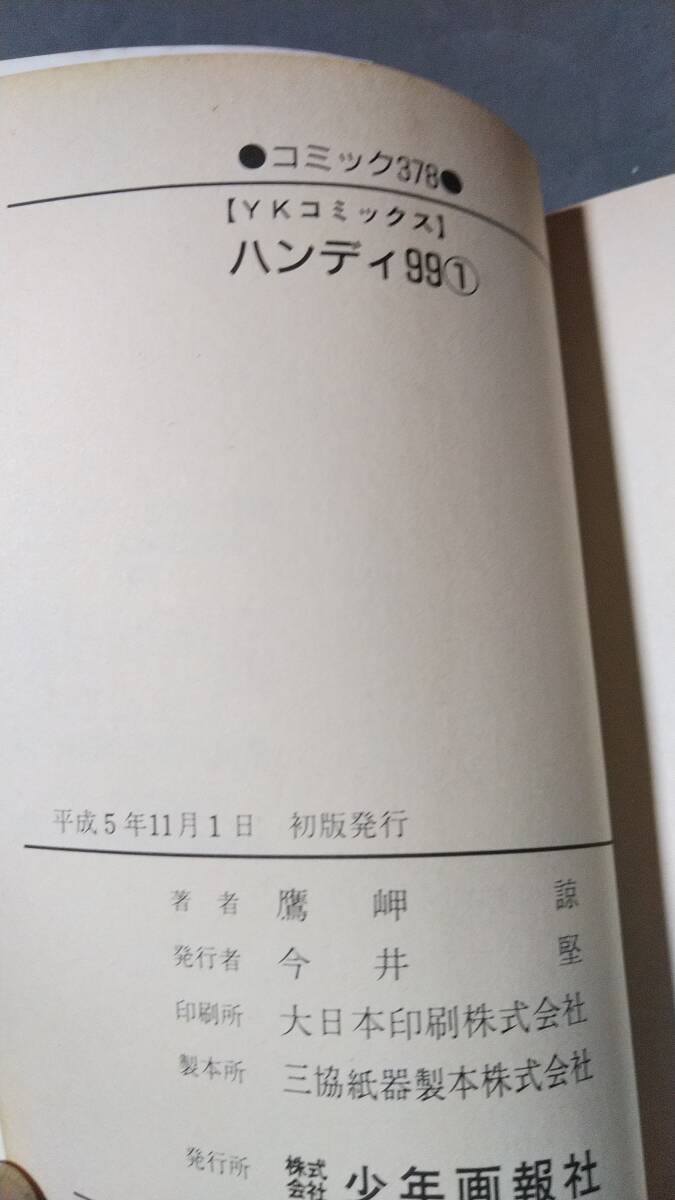 ●コミック378●
【YKコミックス】
ハンディ99①
平成5年11月1日 初版発行
著者 鷹岬 諒
発行者 今井 堅
印刷所 大日本印刷株式会社
製本所 三協紙器製本株式会社
発行所 株式会社 少年画報社